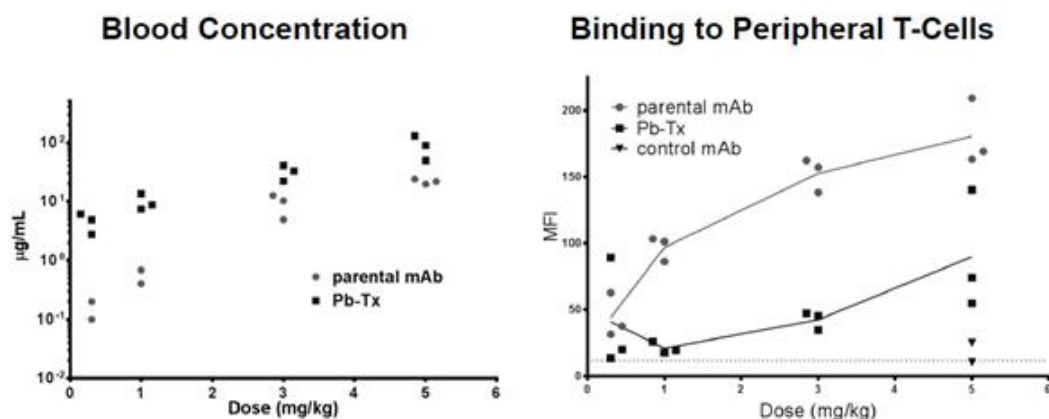 Blood Concentration
µg/mL
10²
10¹
10⁰
10⁻¹
10⁻²
0
1
2
3
4
5
6
Dose (mg/kg)
parental mAb
Pb-Tx
Binding to Peripheral T-Cells
MFI
200
150
100
50
0
0
1
2
3
4
5
6
Dose (mg/kg)
parental mAb
Pb-Tx
control mAb